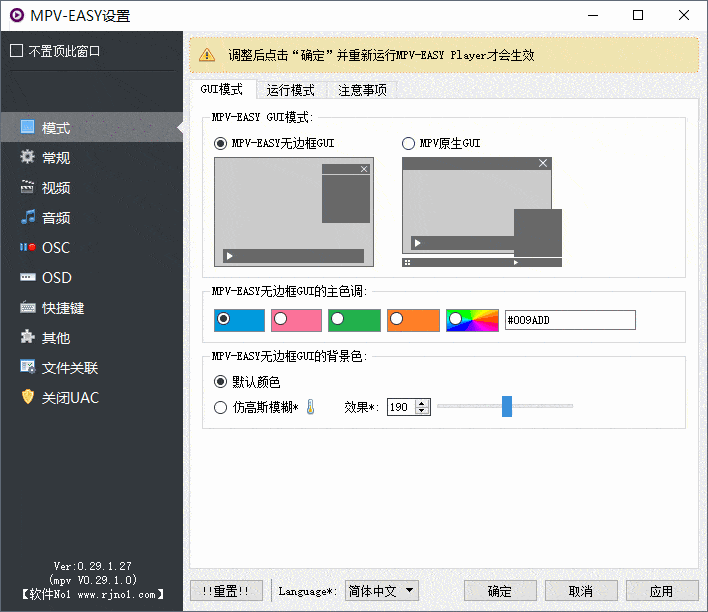 MPV-EASY设置
不置顶此窗口
调整后点击“确定”并重新运行MPV-EASY Player才会生效
GUI模式 运行模式 注意事项
模式
常规
视频
音频
OSC
OSD
快捷键
其他
文件关联
关闭UAC
MPV-EASY GUI模式:
MPV-EASY无边框GUI MPV原生GUI
MPV-EASY无边框GUI的主色调:
#009ADD
MPV-EASY无边框GUI的背景色:
默认颜色
仿高斯模糊* 效果*: 190
Ver:0.29.1.27
(mpv V0.29.1.0)
【软件No1 www.rjno1.com】
!!重置!! Language*: 简体中文 确定 取消 应用